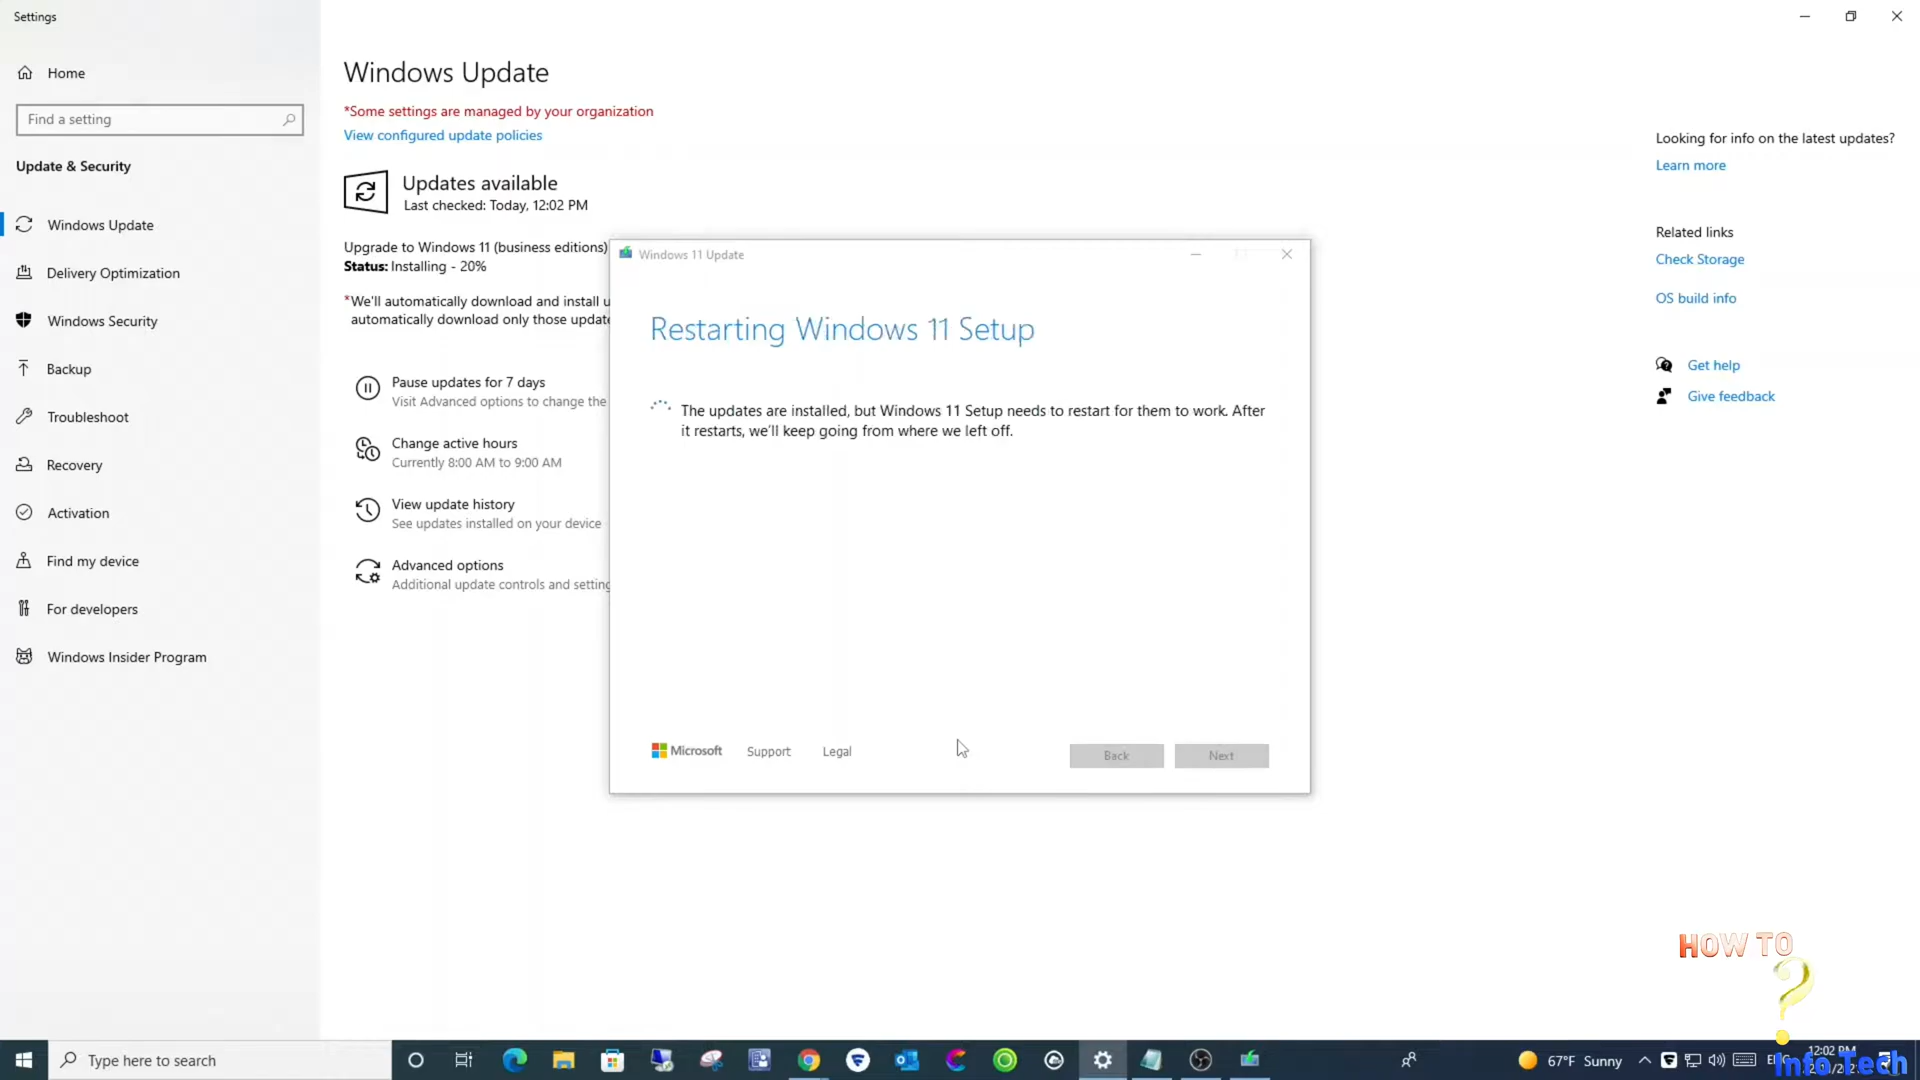 Settings
Home
Find a setting
Update & Security
Windows Update
Delivery Optimization
Windows Security
Backup
Troubleshoot
Recovery
Activation
Find my device
For developers
Windows Insider Program
Windows Update
*Some settings are managed by your organization
View configured update policies
Updates available
Last checked: Today, 12:02 PM
Upgrade to Windows 11 (business editions)
Status: Installing - 20%
*We'll automatically download and install
automatically download only those
Pause updates for 7 days
Visit Advanced options to change the
Change active hours
Currently 8:00 AM to 9:00 AM
View update history
See updates installed on your device
Advanced options
Additional update controls and
Windows 11 Update
Restarting Windows 11 Setup
The updates are installed, but Windows 11 Setup needs to restart for them to work. After
it restarts, we'll keep going from where we left off.
Microsoft
Support
Legal
Back
Next
Looking for info on the latest updates?
Learn more
Related links
Check Storage
OS build info
Get help
Give feedback
HOW TO
?
Info Tech
Type here to search
67°F Sunny
12:02 PM